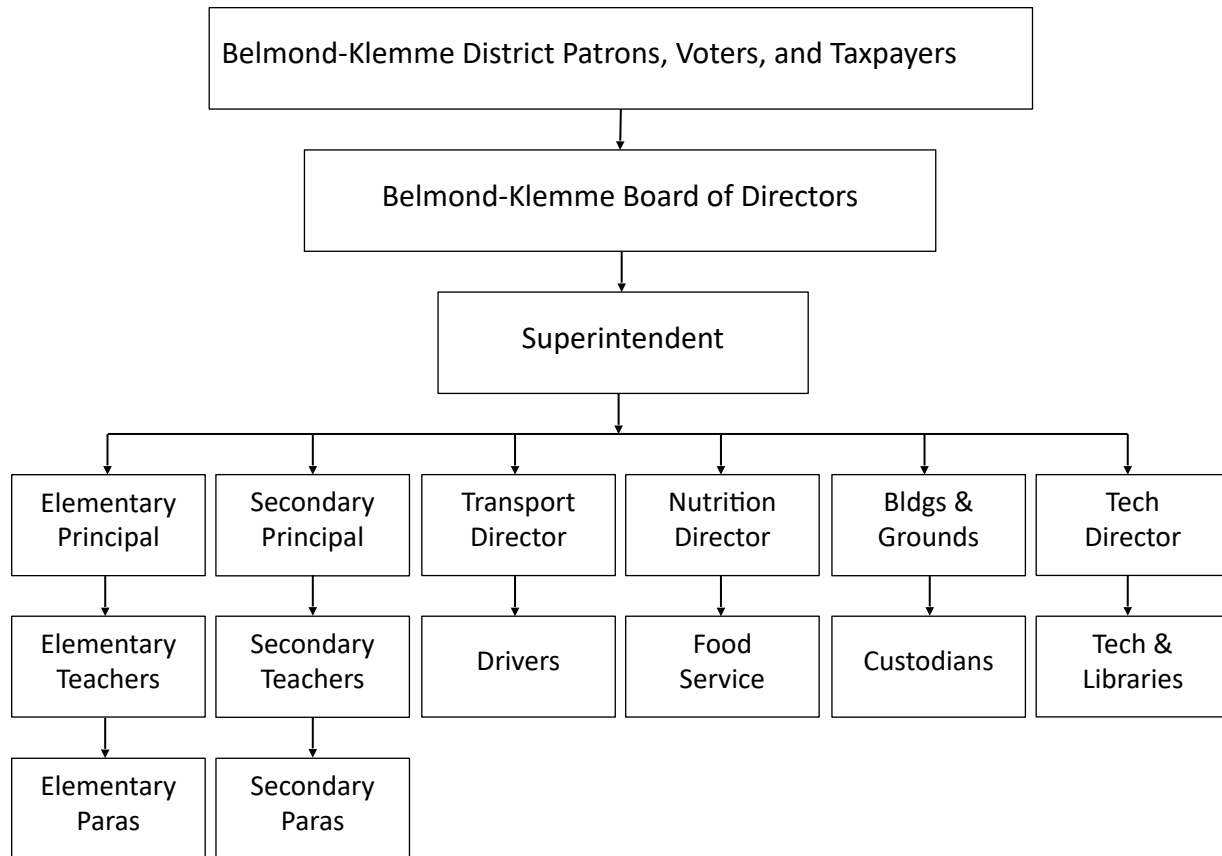 Belmond-Klemme District Patrons, Voters, and Taxpayers
Belmond-Klemme Board of Directors
Superintendent
Elementary
Principal
Secondary
Principal
Transport
Director
Nutrition
Director
Bldgs &
Grounds
Tech
Director
Elementary
Teachers
Secondary
Teachers
Drivers
Food
Service
Custodians
Tech &
Libraries
Elementary
Paras
Secondary
Paras